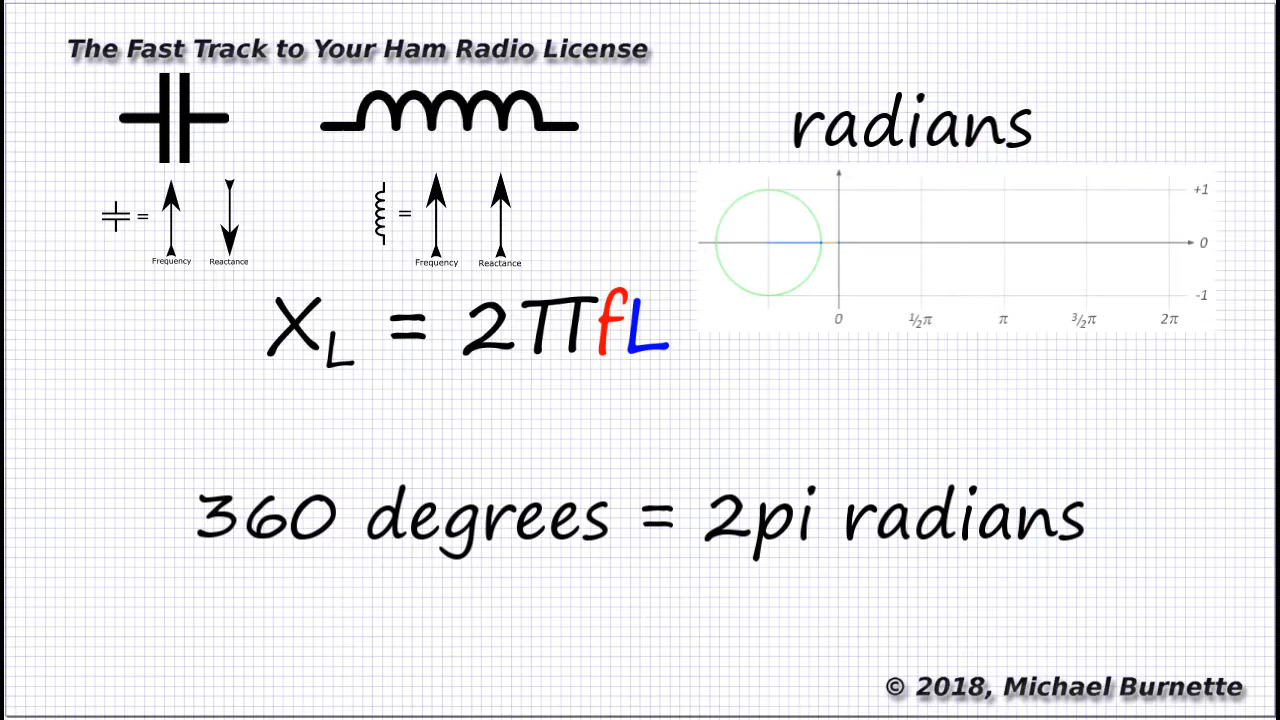 The Fast Track to Your Ham Radio License
radians
= Frequency Reactance
= Frequency Reactance
+1
0
-1
0 ½π π ³/₂π 2π
X_L = 2πfL
360 degrees = 2pi radians
© 2018, Michael Burnette